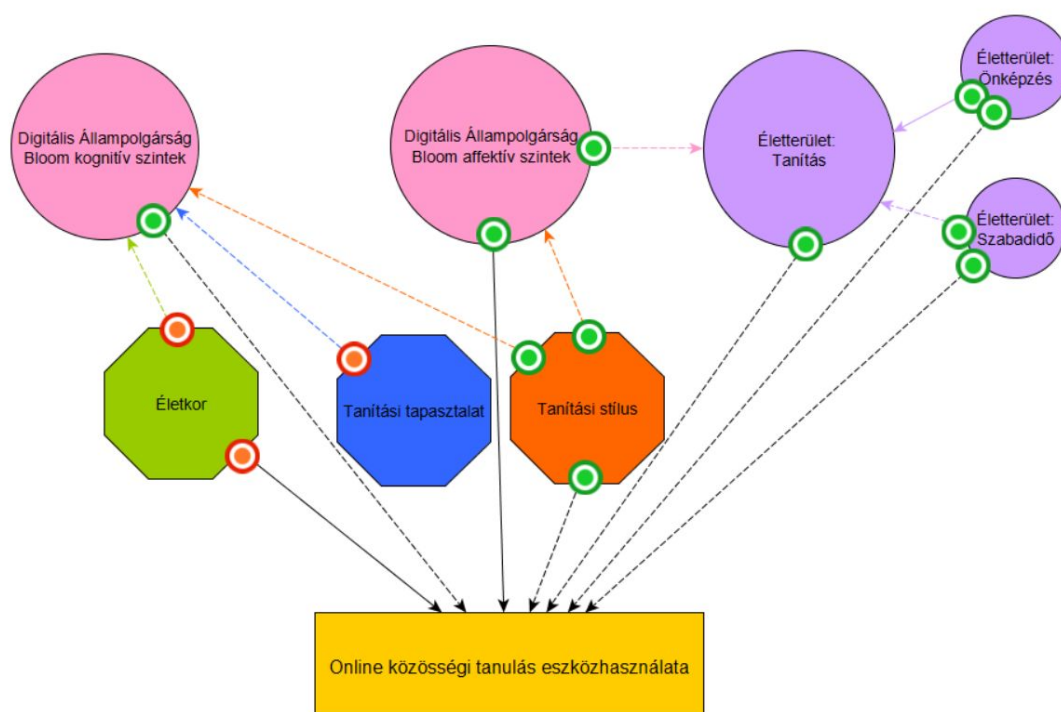 Digitális Állampolgárság
Bloom kognitív szintek
Digitális Állampolgárság
Bloom affektív szintek
Életterület:
Tanítás
Életterület:
Önképzés
Életterület:
Szabadidő
Életkor
Tanítási tapasztalat
Tanítási stílus
Online közösségi tanulás eszközhasználata